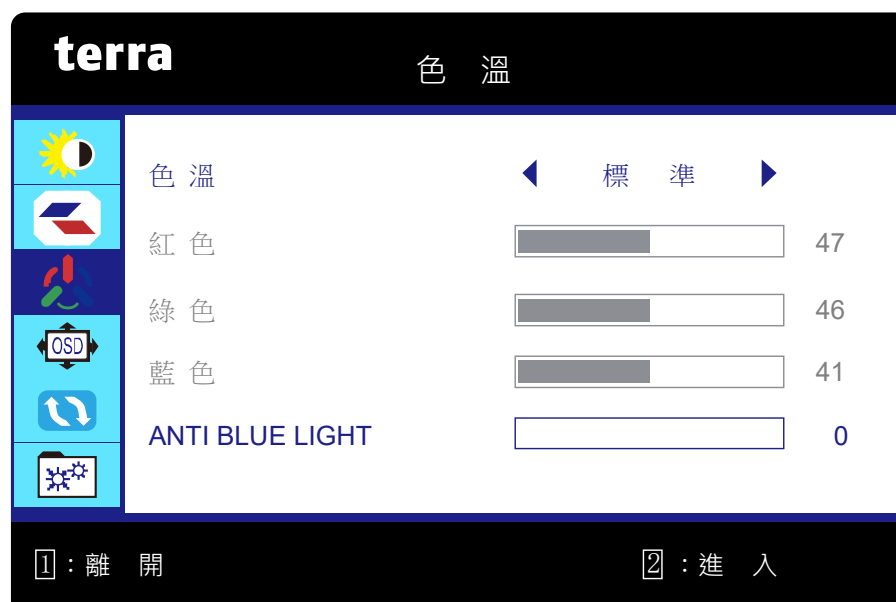 terra
色 溫
色 溫 標 準
紅 色 47
綠 色 46
OSD
藍 色 41
ANTI BLUE LIGHT 0
1：離 開 2：進 入